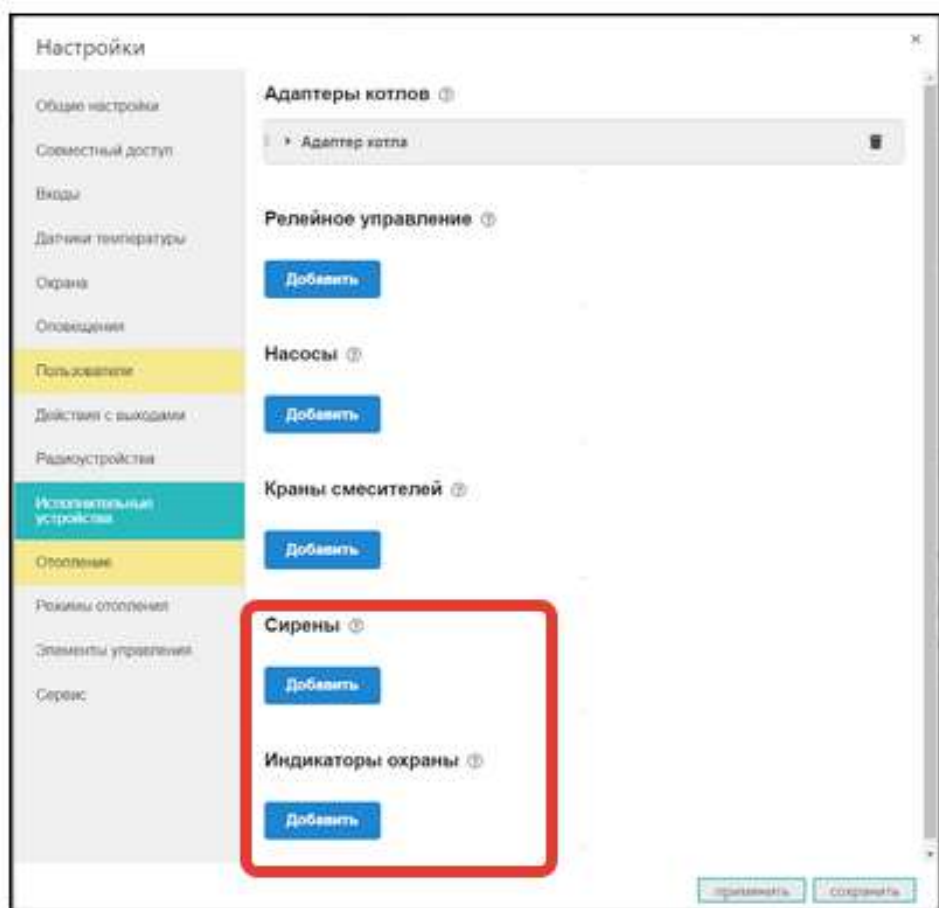 Настройки
Общие настройки
Совместный доступ
Входы
Датчики температуры
Охрана
Оповещения
Пользователи
Действия с выходами
Радиоустройства
Исполнительные
устройства
Отопление
Режимы отопления
Элементы управления
Сервис
Адаптеры котлов
Адаптер котла
Релейное управление
Добавить
Насосы
Добавить
Краны смесителей
Добавить
Сирены
Добавить
Индикаторы охраны
Добавить
применить
сохранить